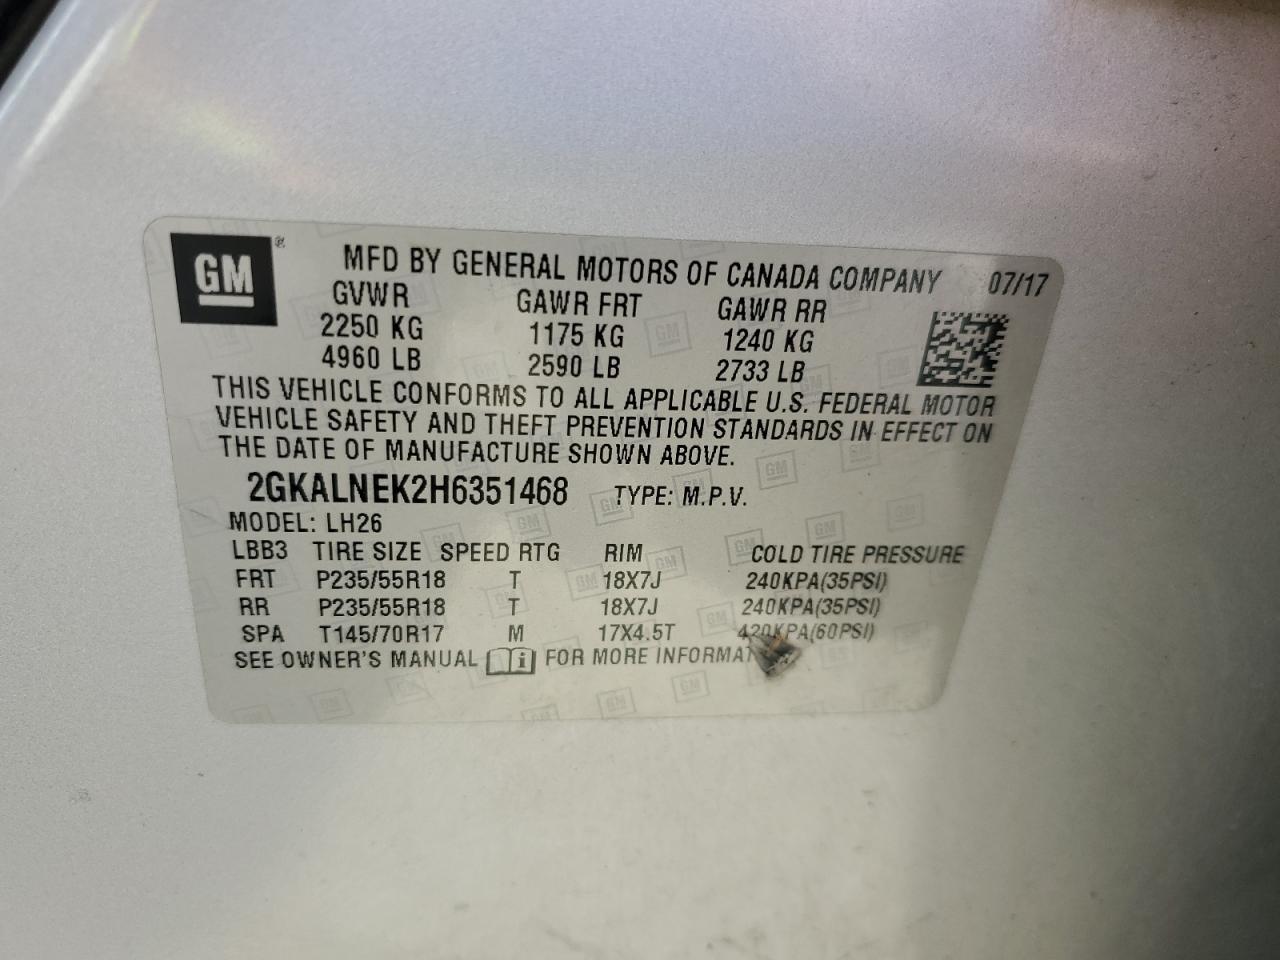 GM ® MFD BY GENERAL MOTORS OF CANADA COMPANY 07/17
GVWR GAWR FRT GAWR RR
2250 KG 1175 KG 1240 KG
4960 LB 2590 LB 2733 LB
THIS VEHICLE CONFORMS TO ALL APPLICABLE U.S. FEDERAL MOTOR
VEHICLE SAFETY AND THEFT PREVENTION STANDARDS IN EFFECT ON
THE DATE OF MANUFACTURE SHOWN ABOVE.
2GKALNEK2H6351468 TYPE: M.P.V.
MODEL: LH26
LBB3 TIRE SIZE SPEED RTG RIM COLD TIRE PRESSURE
FRT P235/55R18 T 18X7J 240KPA(35PSI)
RR P235/55R18 T 18X7J 240KPA(35PSI)
SPA T145/70R17 M 17X4.5T 420KPA(60PSI)
SEE OWNER'S MANUAL i FOR MORE INFORMAT